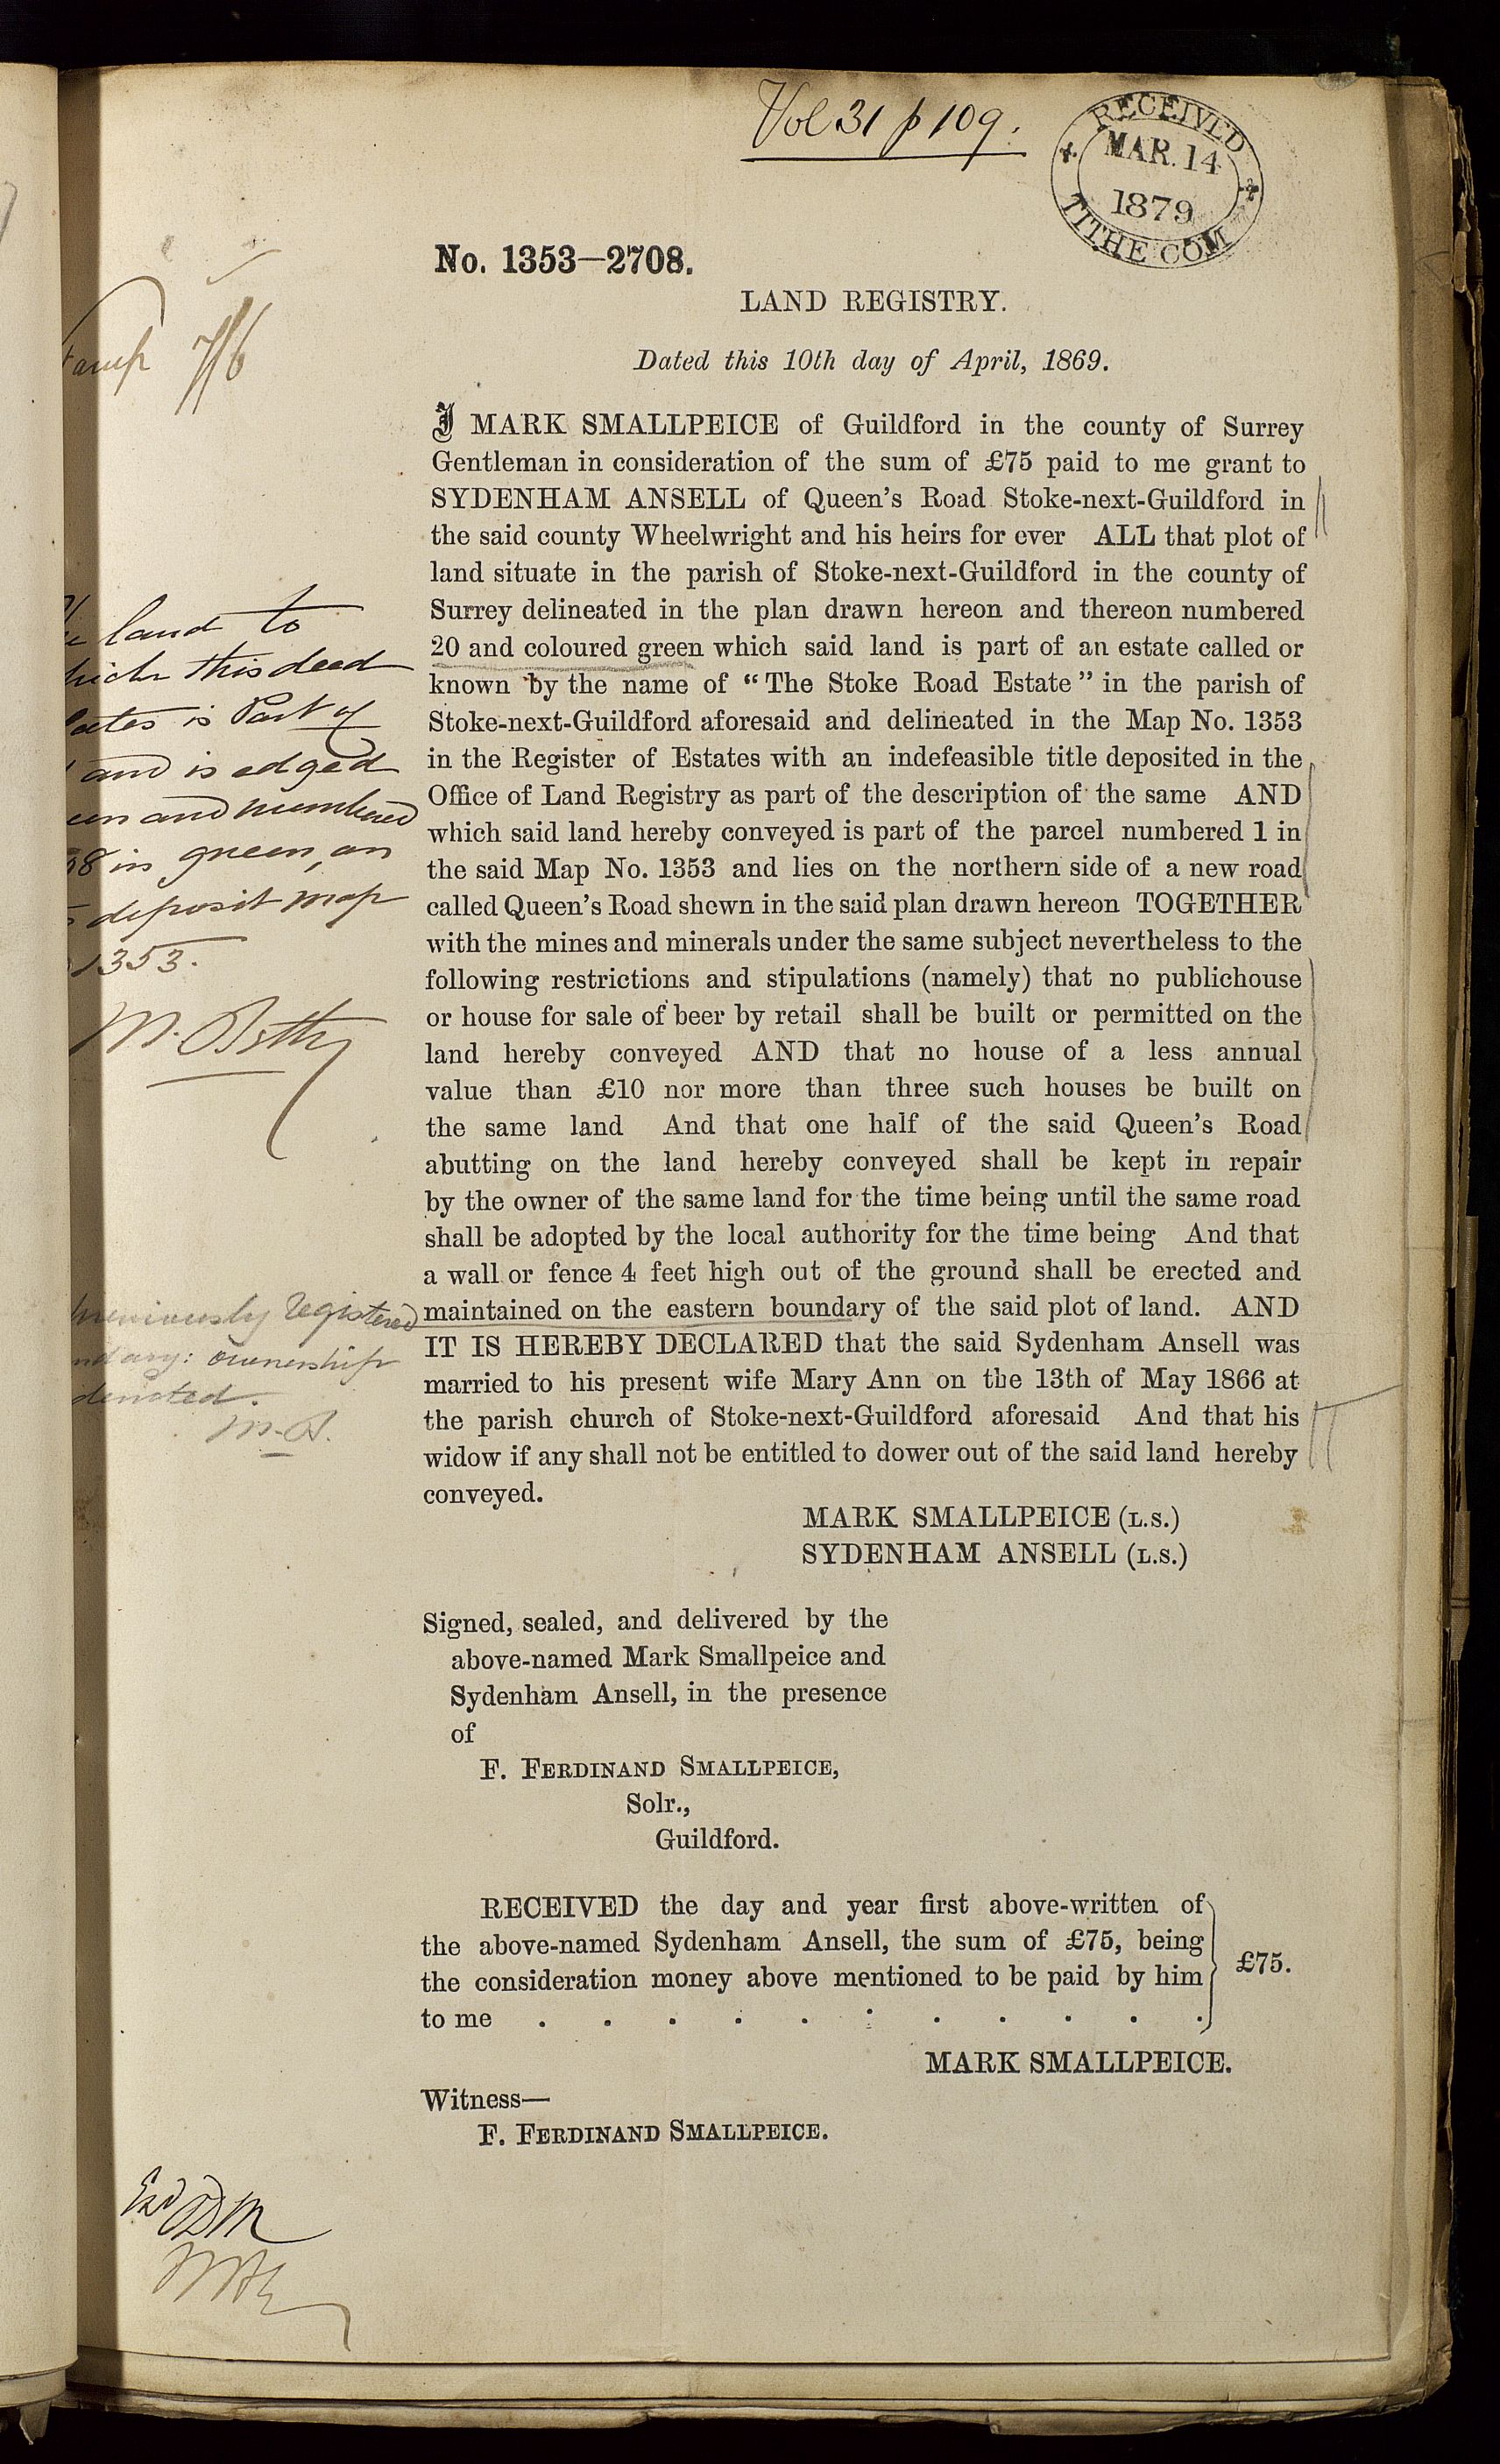 Vol 31 p 109.
RECEIVED
MAR. 14
1879
TITHE COM
No. 1353—2708.
LAND REGISTRY.
Dated this 10th day of April, 1869.
7/6
I MARK SMALLPEICE of Guildford in the county of Surrey
Gentleman in consideration of the sum of £75 paid to me grant to
SYDENHAM ANSELL of Queen's Road Stoke-next-Guildford in
the said county Wheelwright and his heirs for ever ALL that plot of
land situate in the parish of Stoke-next-Guildford in the county of
Surrey delineated in the plan drawn hereon and thereon numbered
20 and coloured green which said land is part of an estate called or
known by the name of “The Stoke Road Estate” in the parish of
Stoke-next-Guildford aforesaid and delineated in the Map No. 1353
in the Register of Estates with an indefeasible title deposited in the
Office of Land Registry as part of the description of the same AND
which said land hereby conveyed is part of the parcel numbered 1 in
the said Map No. 1353 and lies on the northern side of a new road
called Queen's Road shewn in the said plan drawn hereon TOGETHER
with the mines and minerals under the same subject nevertheless to the
following restrictions and stipulations (namely) that no publichouse
or house for sale of beer by retail shall be built or permitted on the
land hereby conveyed AND that no house of a less annual
value than £10 nor more than three such houses be built on
the same land And that one half of the said Queen's Road
abutting on the land hereby conveyed shall be kept in repair
by the owner of the same land for the time being until the same road
shall be adopted by the local authority for the time being And that
a wall or fence 4 feet high out of the ground shall be erected and
maintained on the eastern boundary of the said plot of land. AND
IT IS HEREBY DECLARED that the said Sydenham Ansell was
married to his present wife Mary Ann on the 13th of May 1866 at
the parish church of Stoke-next-Guildford aforesaid And that his
widow if any shall not be entitled to dower out of the said land hereby
conveyed.
MARK SMALLPEICE (L.S.)
SYDENHAM ANSELL (L.S.)
Signed, sealed, and delivered by the
above-named Mark Smallpeice and
Sydenham Ansell, in the presence
of
F. FERDINAND SMALLPEICE,
Solr.,
Guildford.
RECEIVED the day and year first above-written of
the above-named Sydenham Ansell, the sum of £75, being
the consideration money above mentioned to be paid by him
to me . . . . . . . . . . .
£75.
MARK SMALLPEICE.
Witness—
F. FERDINAND SMALLPEICE.
land to
this deed
is Part of
and is edged
and numbered
in green, on
deposit map
1353.
registered
ownership
denoted.